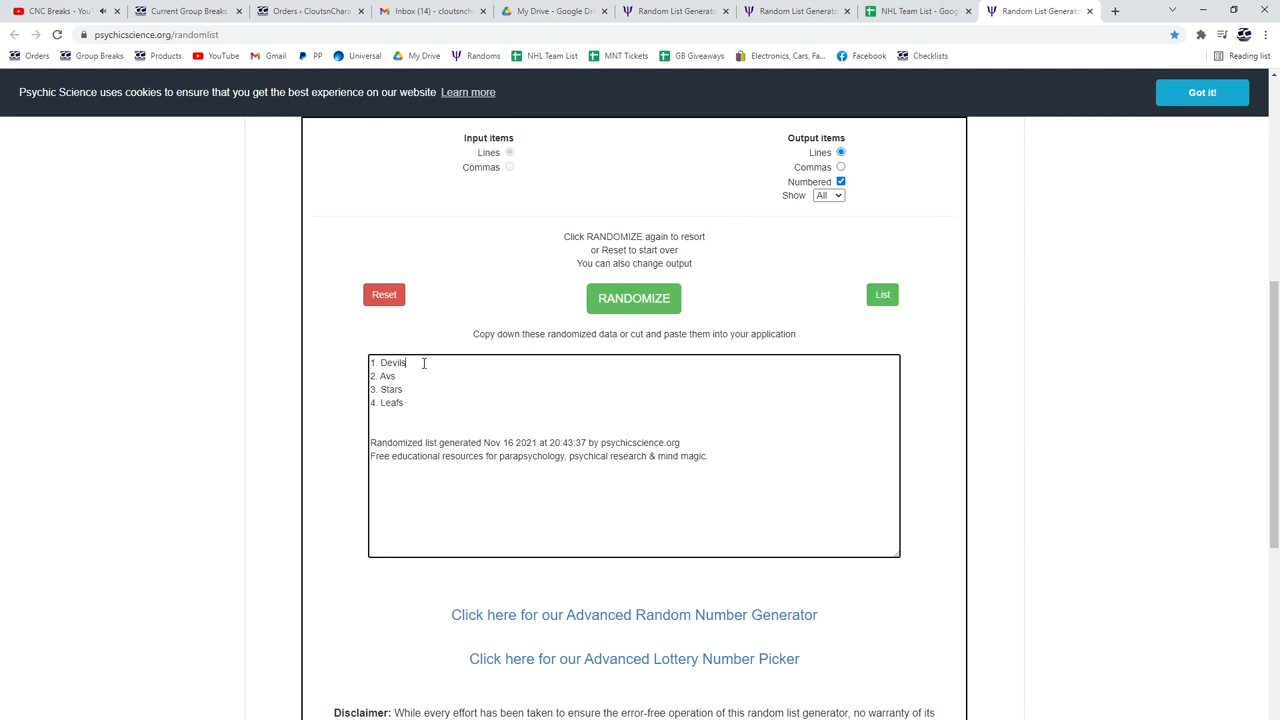 CNC Breaks - YouT
Current Group Breaks
Orders < CloutsnChara
Inbox (14) - cloutsnc
My Drive - Google Dr
Random List Generato
Random List Generato
NHL Team List - Goog
Random List Generato
psychicscience.org/randomlist
Orders
Group Breaks
Products
YouTube
Gmail
PP
Universal
My Drive
Randoms
NHL Team List
MNT Tickets
GB Giveaways
Electronics, Cars, Fa...
Facebook
Checklists
Reading list
Psychic Science uses cookies to ensure that you get the best experience on our website Learn more
Got it!
Input items
Lines
Commas
Output items
Lines
Commas
Numbered
Show All
Click RANDOMIZE again to resort
or Reset to start over
You can also change output
Reset
RANDOMIZE
List
Copy down these randomized data or cut and paste them into your application
1. Devils
2. Avs
3. Stars
4. Leafs
Randomized list generated Nov 16 2021 at 20:43:37 by psychicscience.org
Free educational resources for parapsychology, psychical research & mind magic.
Click here for our Advanced Random Number Generator
Click here for our Advanced Lottery Number Picker
Disclaimer: While every effort has been taken to ensure the error-free operation of this random list generator, no warranty of its